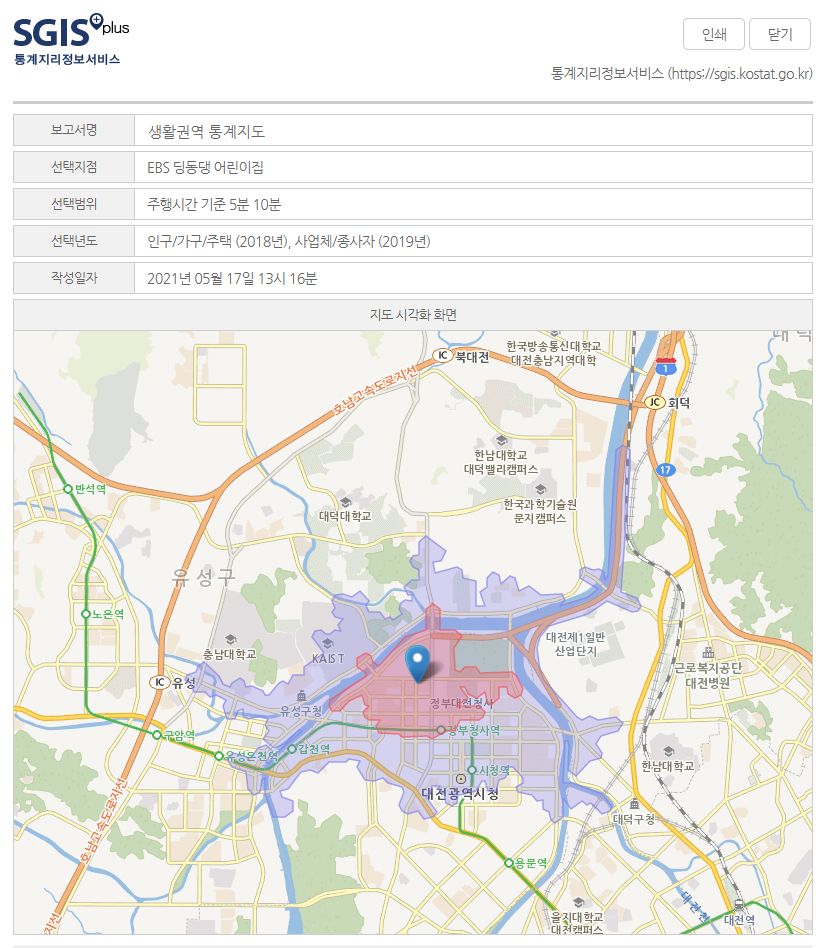 SGIS plus
통계지리정보서비스
인쇄
닫기
통계지리정보서비스 (https://sgis.kostat.go.kr)
보고서명
생활권역 통계지도
선택지점
EBS 딩동댕 어린이집
선택범위
주행시간 기준 5분 10분
선택년도
인구/가구/주택 (2018년), 사업체/종사자 (2019년)
작성일자
2021년 05월 17일 13시 16분
지도 시각화 화면
한국방송통신대학교
대전충남지역대학
IC 북대전
1
호남고속도로지선
JC 회덕
한남대학교
대덕밸리캠퍼스
17
반석역
한국과학기술원
문지캠퍼스
대덕대학교
유성구
노은역
대전제1일반
산업단지
충남대학교
KAIST
근로복지공단
대전병원
IC 유성
유성구청
정부대전청사
구암역
정부청사역
유성온천역
갑천역
시청역
한남대학교
대전광역시청
호남고속도로지선
대덕구청
용문역
대전천
을지대학교
대전캠퍼스
대전역
지선